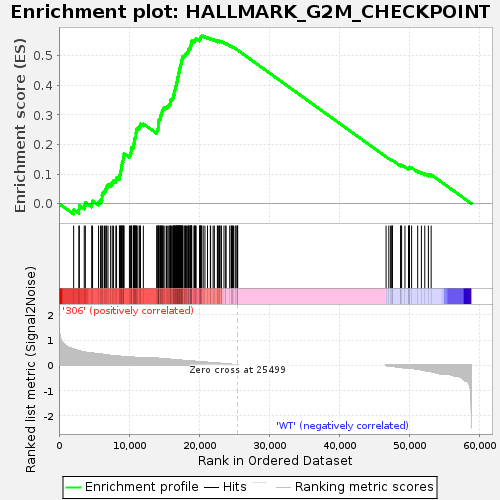 Enrichment plot: HALLMARK_G2M_CHECKPOINT
Enrichment score (ES)
0.5
0.4
0.3
0.2
0.1
0.0
'306' (positively correlated)
Ranked list metric (Signal2Noise)
2
1
0
-1
-2
Zero cross at 25499
'WT' (negatively correlated)
0
10,000
20,000
30,000
40,000
50,000
60,000
Rank in Ordered Dataset
Enrichment profile
Hits
Ranking metric scores